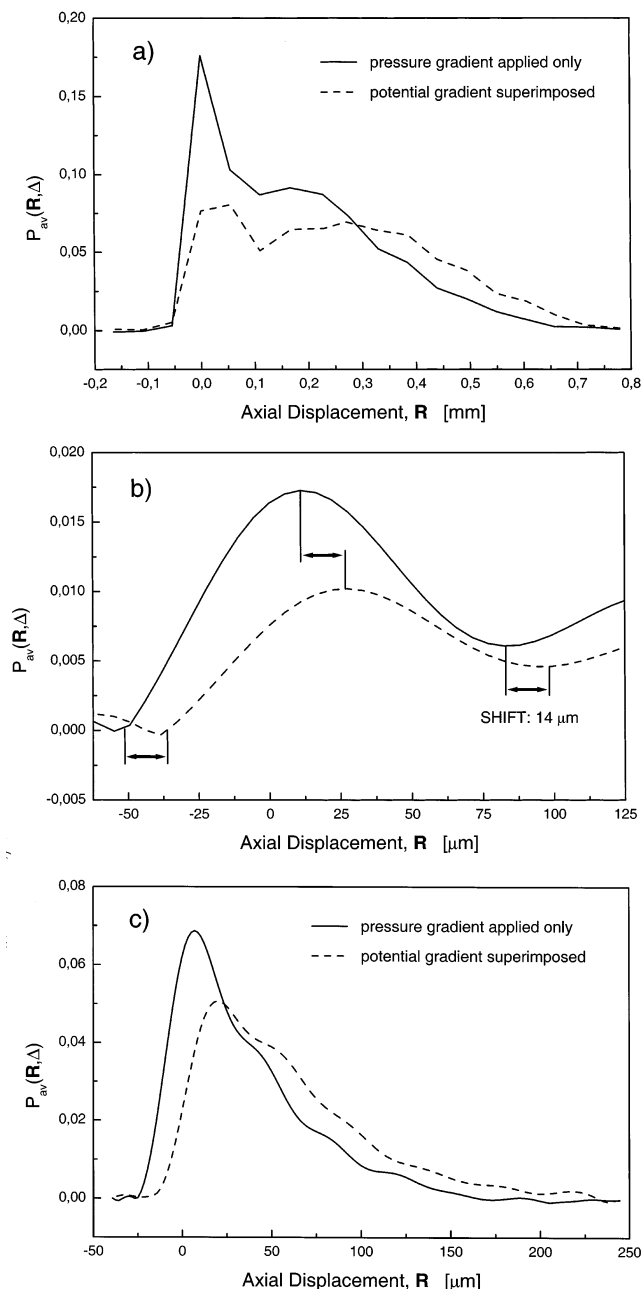 a)
pressure gradient applied only
potential gradient superimposed
0,20
0,15
0,10
0,05
0,00
P_av(R,Δ)
-0,2 -0,1 0,0 0,1 0,2 0,3 0,4 0,5 0,6 0,7 0,8
Axial Displacement, R [mm]
b)
0,020
0,015
0,010
0,005
0,000
-0,005
P_av(R,Δ)
SHIFT: 14 μm
-50 -25 0 25 50 75 100 125
Axial Displacement, R [μm]
c)
pressure gradient applied only
potential gradient superimposed
0,08
0,06
0,04
0,02
0,00
P_av(R,Δ)
-50 0 50 100 150 200 250
Axial Displacement, R [μm]